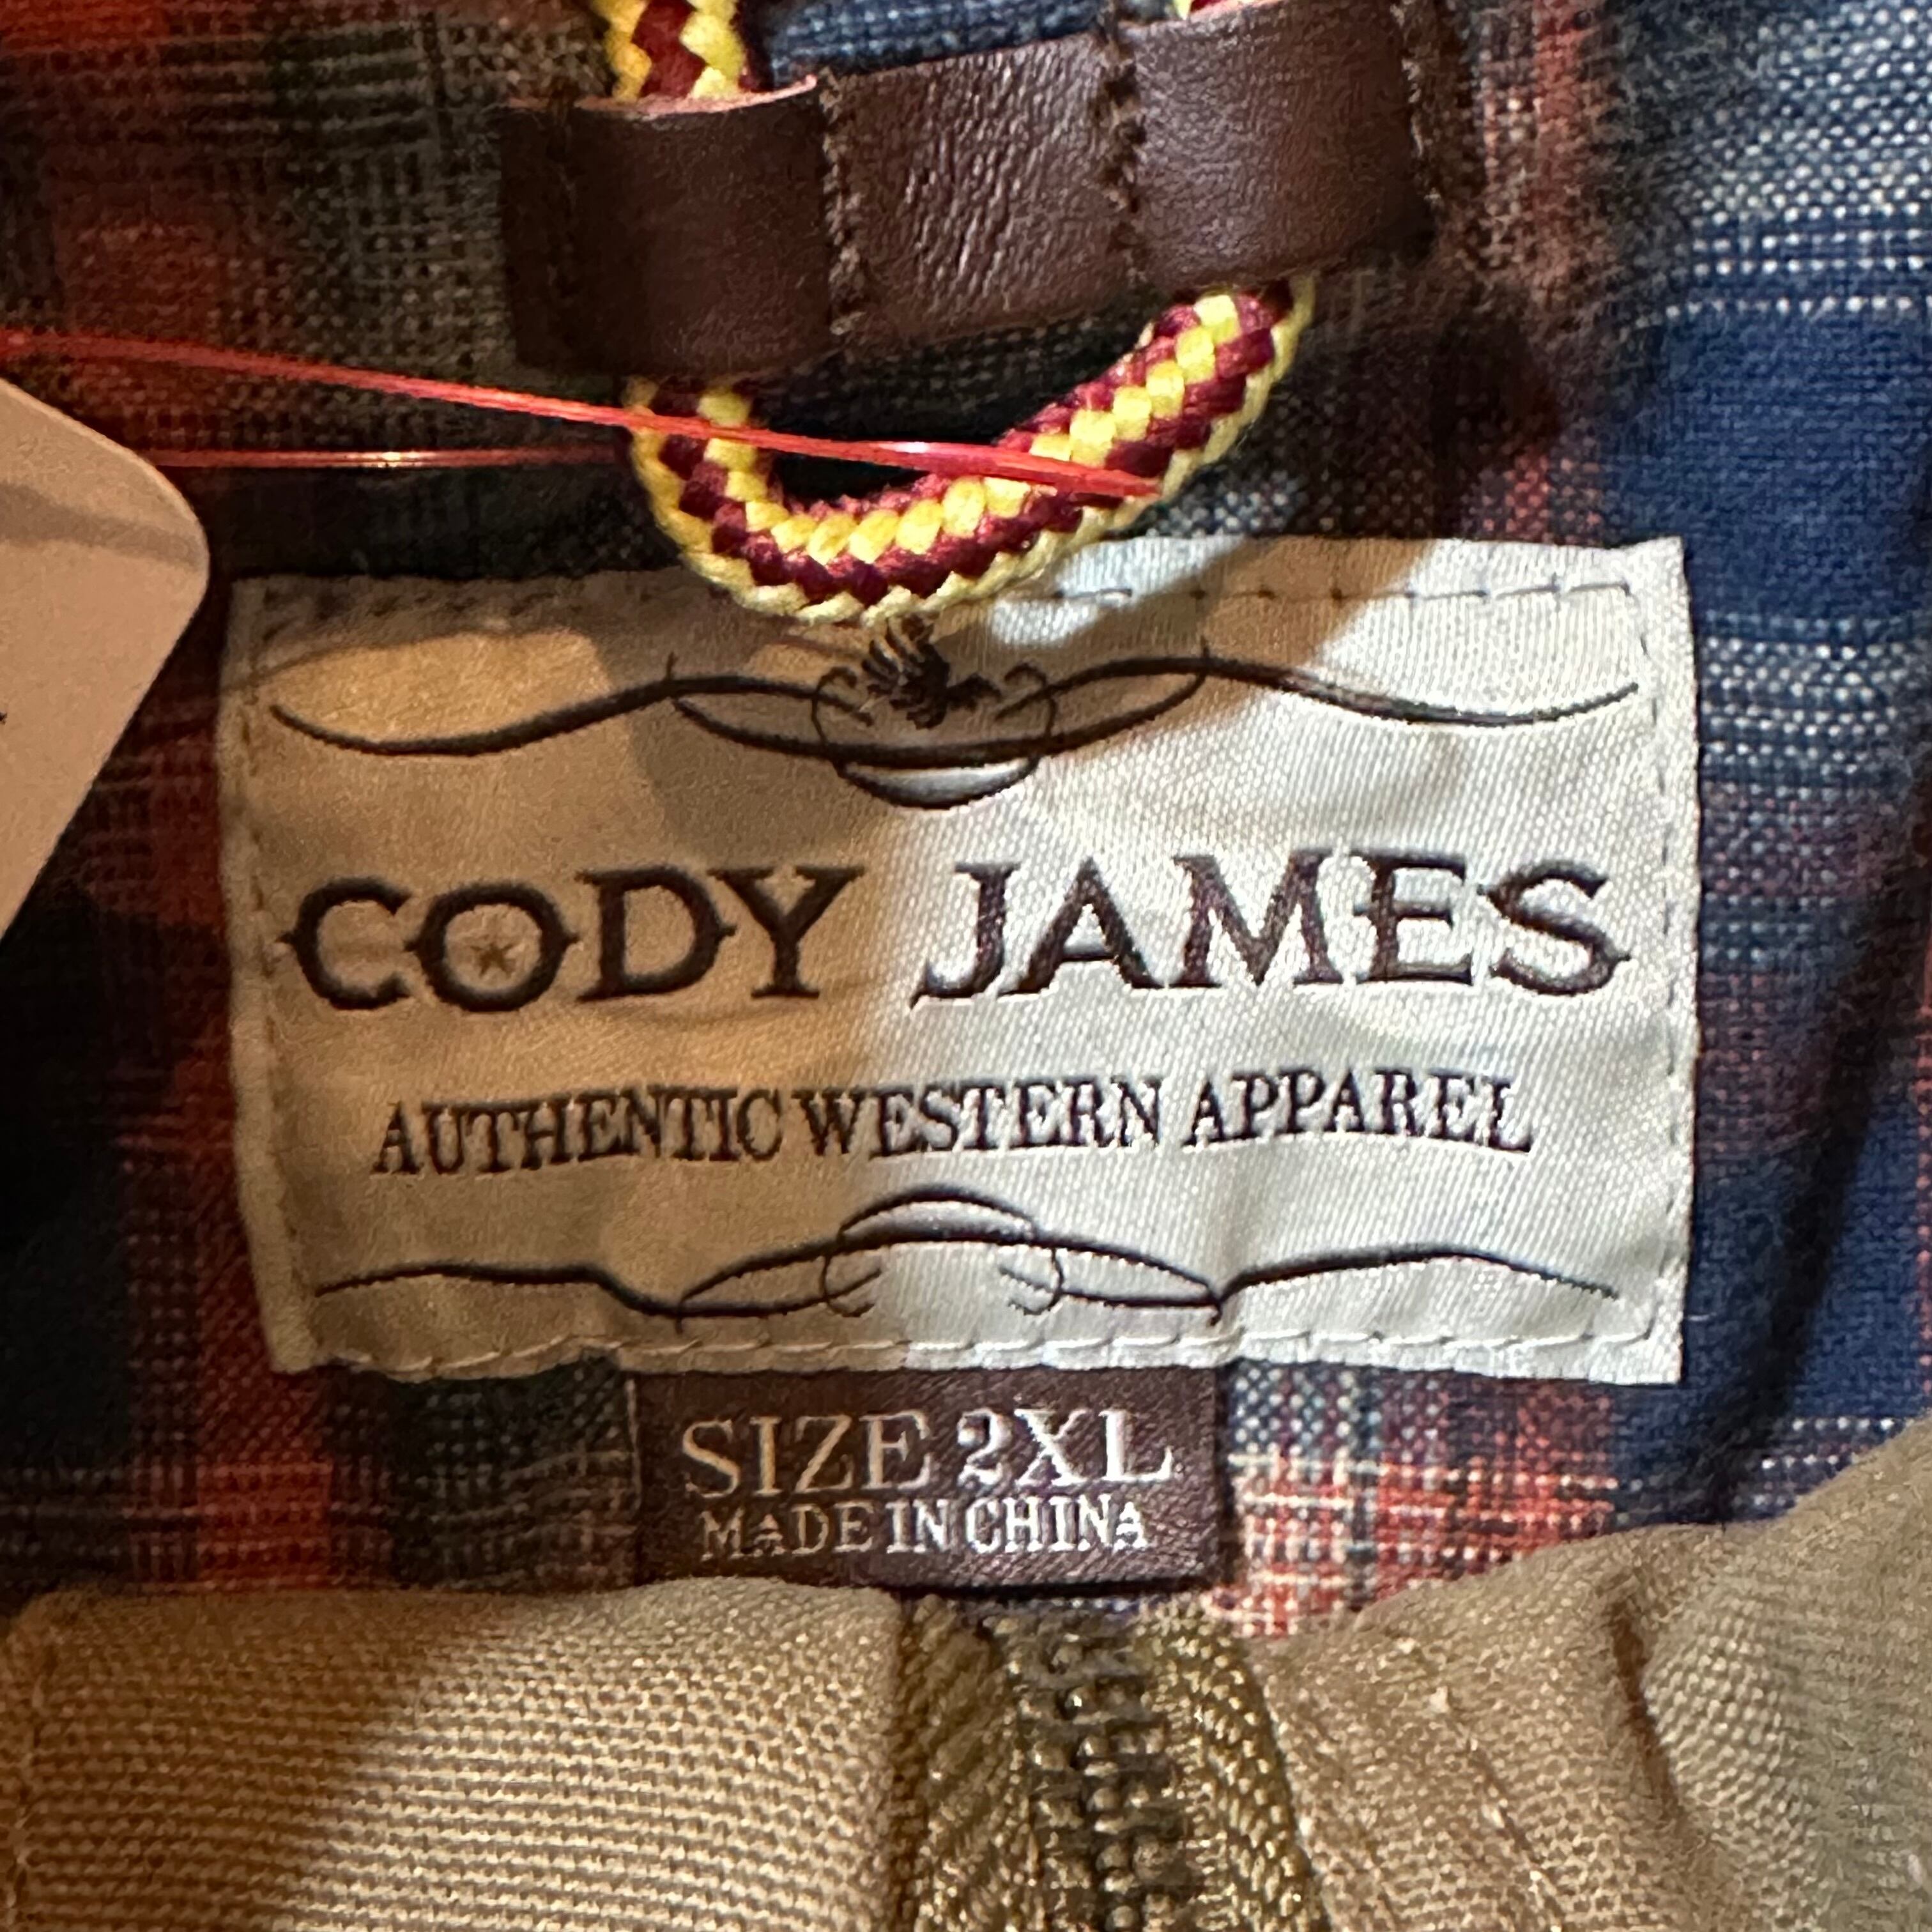 CODY JAMES
AUTHENTIC WESTERN APPAREL
SIZE 2XL
MADE IN CHINA